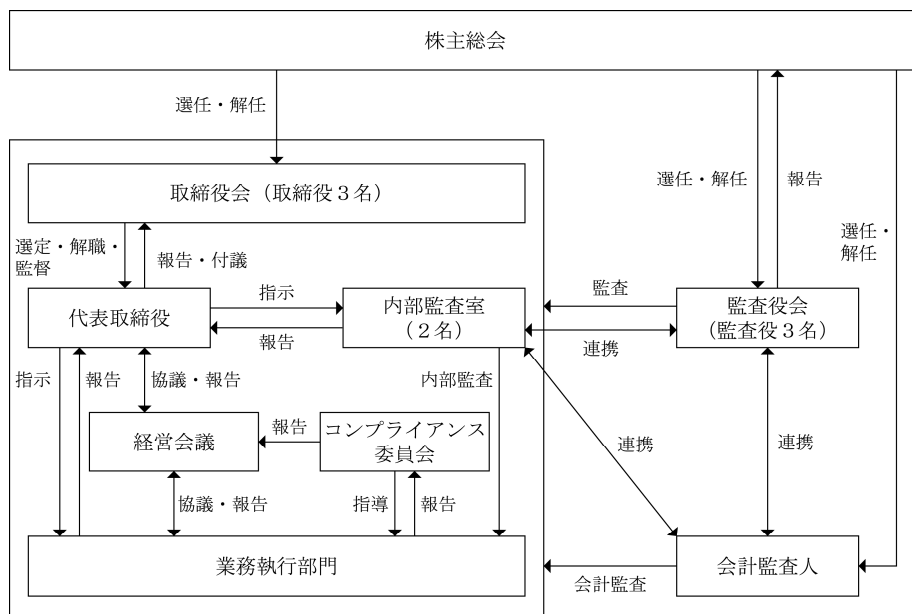 株主総会
選任・解任
取締役会（取締役３名）
選任・解任
報告
選任・
解任
選定・解職・
監督
報告・付議
代表取締役
指示
報告
内部監査室
（２名）
監査
連携
監査役会
（監査役３名）
指示
報告
協議・報告
内部監査
経営会議
報告
コンプライアンス
委員会
連携
連携
協議・報告
指導
報告
業務執行部門
会計監査
会計監査人